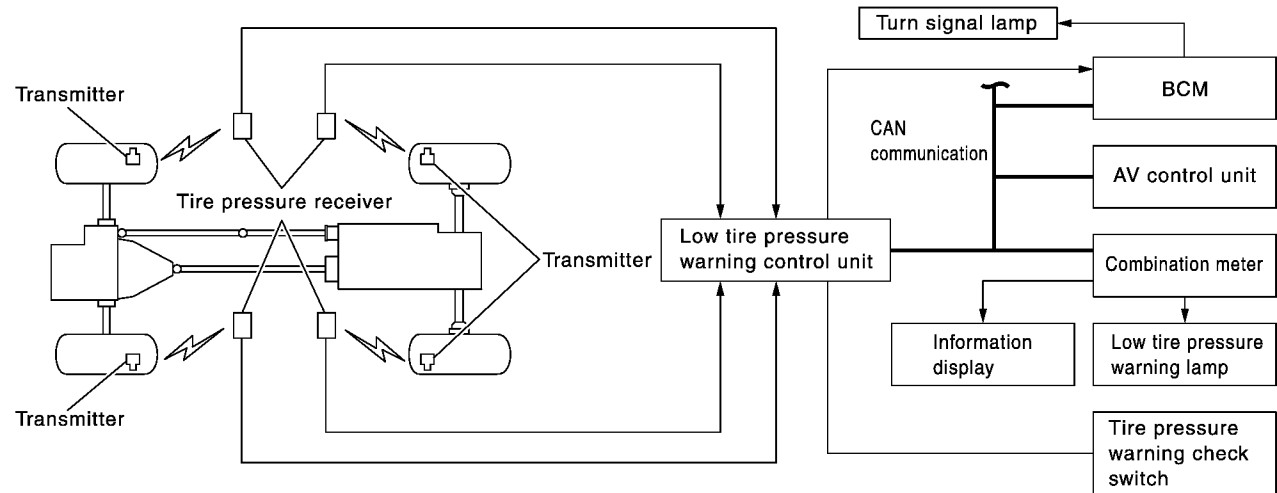 Turn signal lamp
BCM
Transmitter
CAN
communication
AV control unit
Tire pressure receiver
Low tire pressure
warning control unit
Transmitter
Combination meter
Information
display
Low tire pressure
warning lamp
Transmitter
Tire pressure
warning check
switch